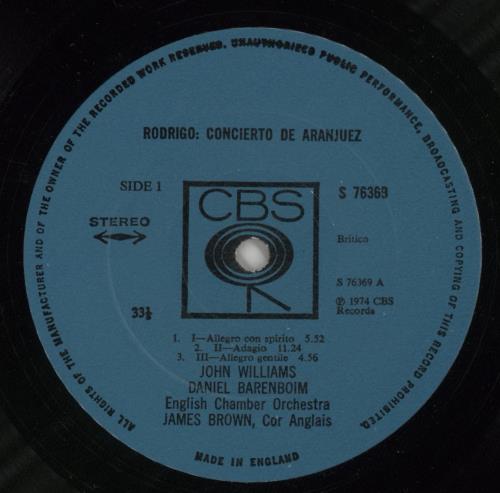 ALL RIGHTS OF THE MANUFACTURER AND OF THE OWNER OF THE RECORDED WORK RESERVED. UNAUTHORISED PUBLIC PERFORMANCE, BROADCASTING AND COPYING OF THIS RECORD PROHIBITED.
RODRIGO: CONCIERTO DE ARANJUEZ
SIDE 1
CBS
S 76369
STEREO
Britico
S 76369 A
33⅓
℗ 1974 CBS
Records
1. I—Allegro con spirito 5.52
2. II—Adagio 11.24
3. III—Allegro gentile 4.56
JOHN WILLIAMS
DANIEL BARENBOIM
English Chamber Orchestra
JAMES BROWN, Cor Anglais
MADE IN ENGLAND